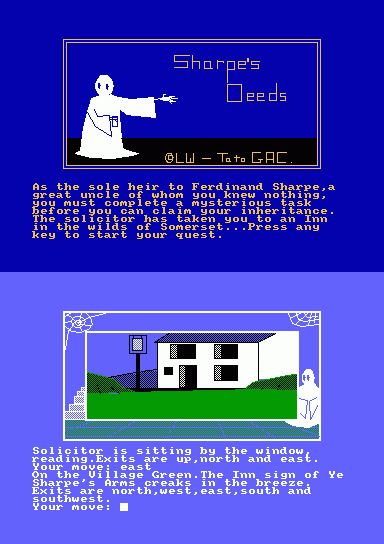 Sharpe's
Deeds
©LW - Ta to GAC.
As the sole heir to Ferdinand Sharpe,a
great uncle of whom you knew nothing,
you must complete a mysterious task
before you can claim your inheritance.
The solicitor has taken you to an Inn
in the wilds of Somerset...Press any
key to start your quest.
Solicitor is sitting by the window,
reading.Exits are up,north and east.
Your move: east
On the Village Green.The Inn sign of Ye
Sharpe's Arms creaks in the breeze.
Exits are north,west,east,south and
southwest.
Your move: